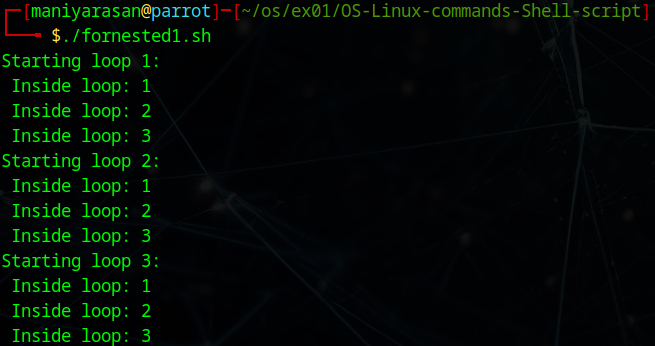 ┌─[maniyarasan@parrot]─[~/os/ex01/OS-Linux-commands-Shell-script]
└──╼ $./fornested1.sh
Starting loop 1:
 Inside loop: 1
 Inside loop: 2
 Inside loop: 3
Starting loop 2:
 Inside loop: 1
 Inside loop: 2
 Inside loop: 3
Starting loop 3:
 Inside loop: 1
 Inside loop: 2
 Inside loop: 3